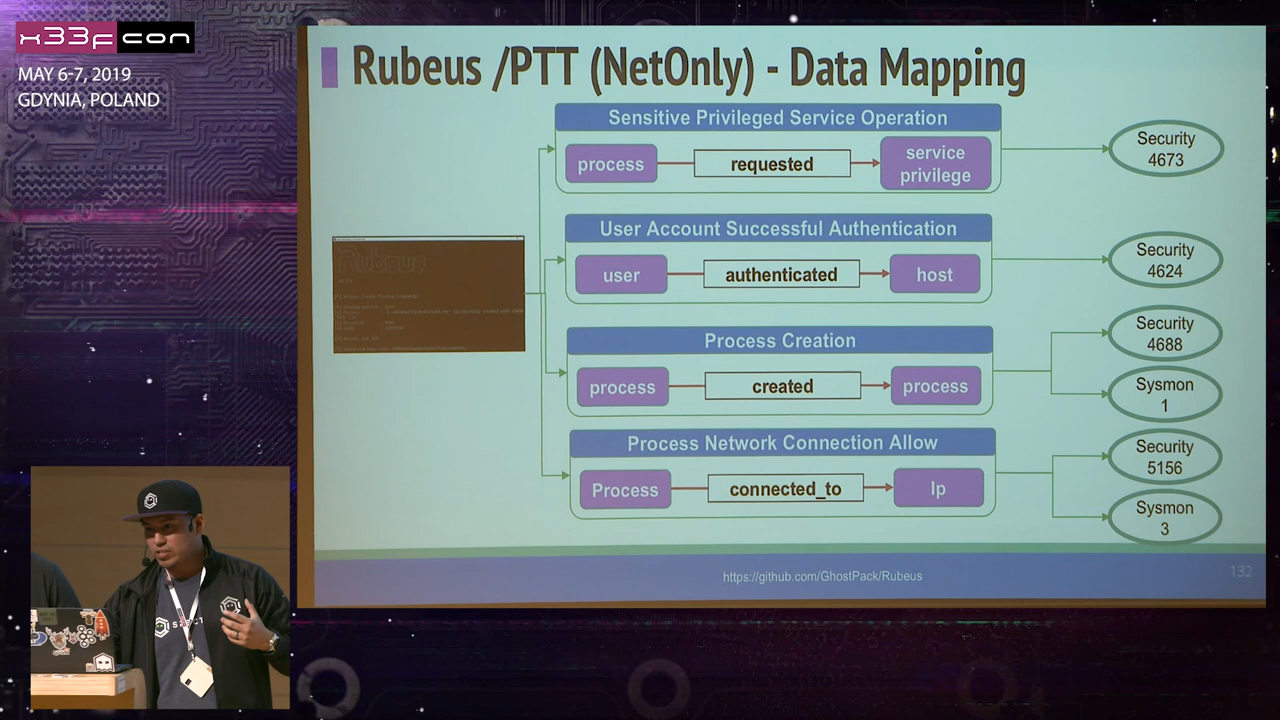 x33fcon
MAY 6-7, 2019
GDYNIA, POLAND
Rubeus /PTT (NetOnly) - Data Mapping
Sensitive Privileged Service Operation
process
requested
service
privilege
Security
4673
User Account Successful Authentication
user
authenticated
host
Security
4624
Process Creation
process
created
process
Security
4688
Sysmon
1
Process Network Connection Allow
Process
connected_to
Ip
Security
5156
Sysmon
3
Rubeus
https://github.com/GhostPack/Rubeus
132